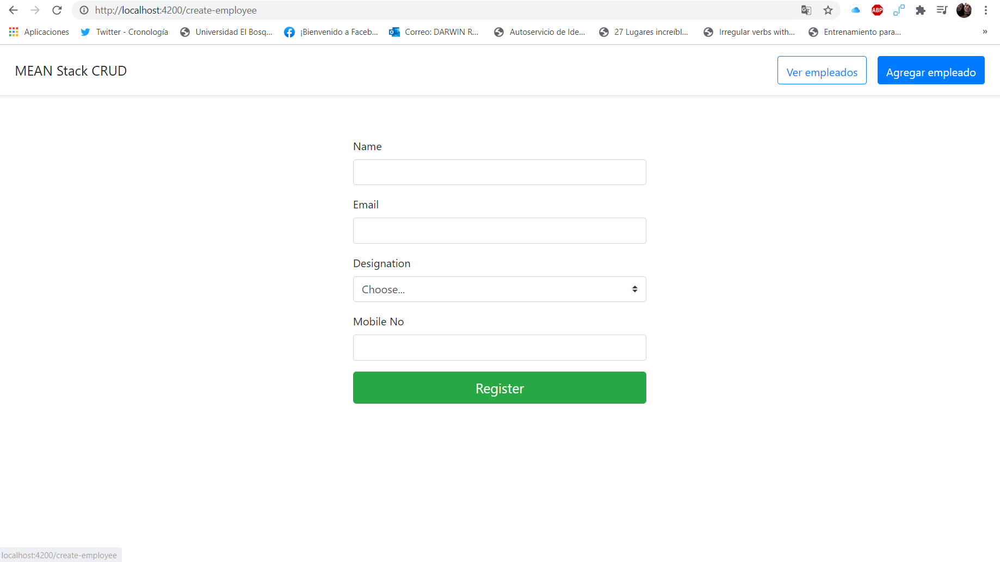 http://localhost:4200/create-employee
ABP
Aplicaciones Twitter - Cronología Universidad El Bosq... ¡Bienvenido a Faceb... Correo: DARWIN R... Autoservicio de Ide... 27 Lugares increíbl... Irregular verbs with... Entrenamiento para... »
MEAN Stack CRUD Ver empleados Agregar empleado
Name
Email
Designation
Choose...
Mobile No
Register
localhost:4200/create-employee